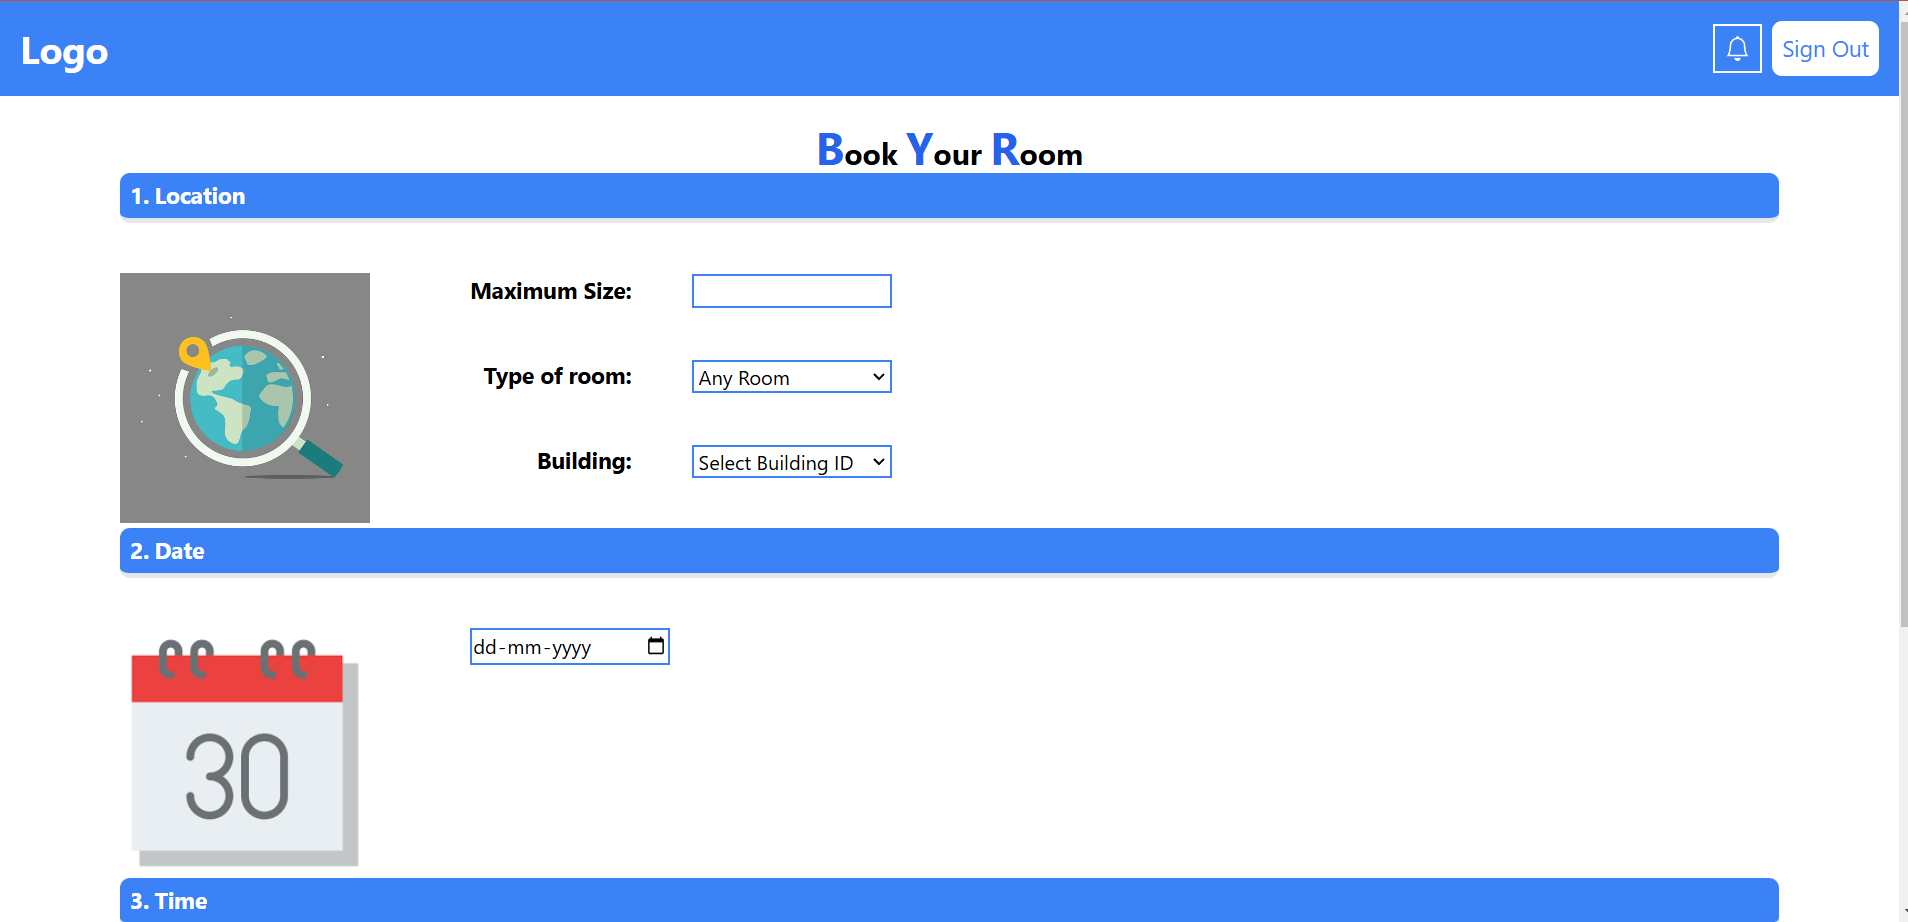 Logo
Sign Out
Book Your Room
1. Location
Maximum Size:
Type of room: Any Room
Building: Select Building ID
2. Date
dd-mm-yyyy
30
3. Time